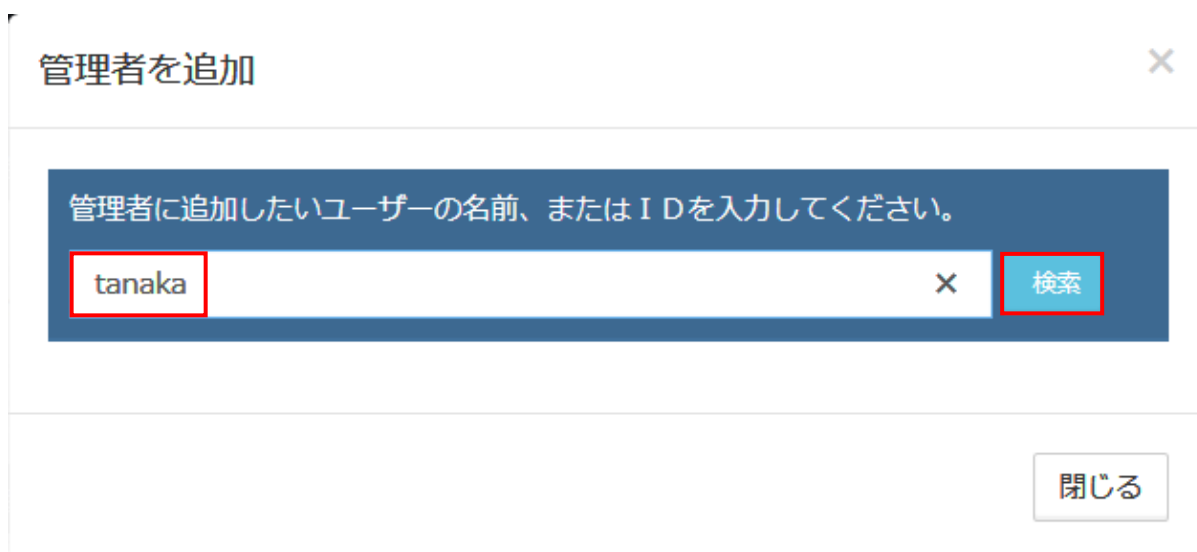 管理者を追加
×
管理者に追加したいユーザーの名前、またはＩＤを入力してください。
tanaka × 検索
閉じる